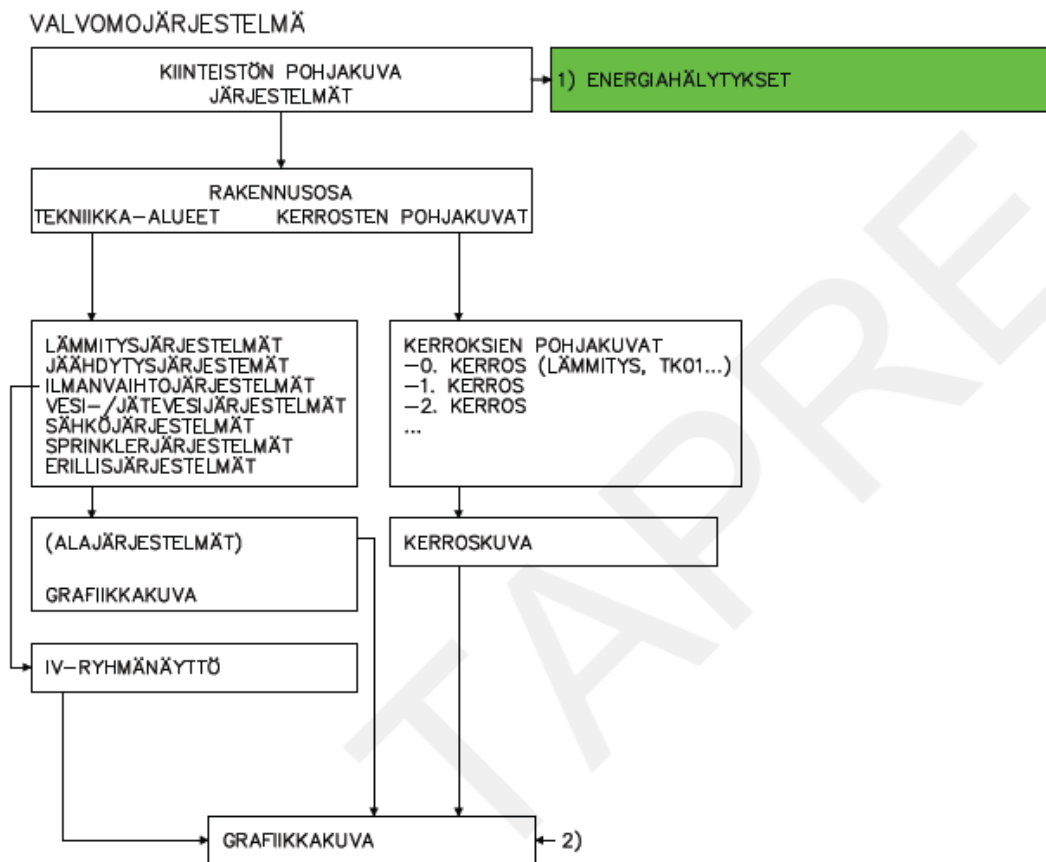 VALVOMOJÄRJESTELMÄ
KIINTEISTÖN POHJAKUVA
JÄRJESTELMÄT
1) ENERGIAHÄLYTYKSET
RAKENNUSOSA
TEKNIIKKA-ALUEET KERROSTEN POHJAKUVAT
LÄMMITYSJÄRJESTELMÄT
JÄÄHDYTYSJÄRJESTEMÄT
ILMANVAIHTOJÄRJESTELMÄT
VESI-/JÄTEVESIJÄRJESTELMÄT
SÄHKÖJÄRJESTELMÄT
SPRINKLERJÄRJESTELMÄT
ERILLISJÄRJESTELMÄT
KERROKSIEN POHJAKUVAT
-0. KERROS (LÄMMITYS, TK01...)
-1. KERROS
-2. KERROS
...
(ALAJÄRJESTELMÄT)
GRAFIIKKAKUVA
KERROSKUVA
IV-RYHMÄNÄYTTÖ
GRAFIIKKAKUVA
2)
TAPRE